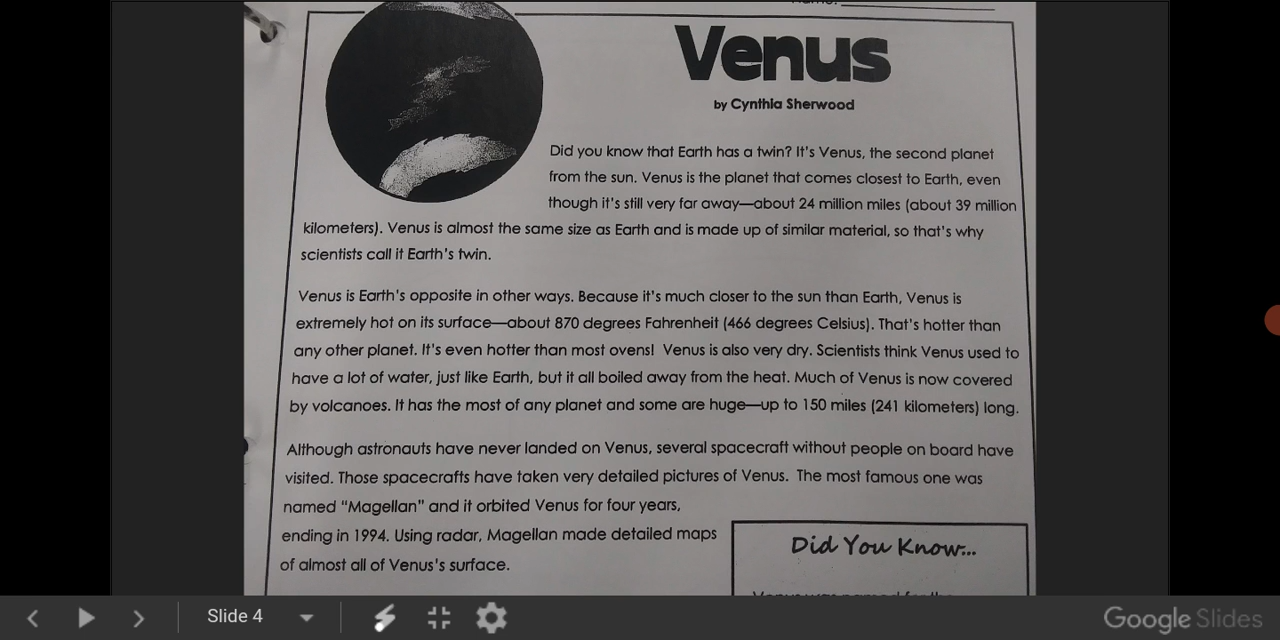 Venus
by Cynthia Sherwood
Did you know that Earth has a twin? It's Venus, the second planet
from the sun. Venus is the planet that comes closest to Earth, even
though it's still very far away—about 24 million miles (about 39 million
kilometers). Venus is almost the same size as Earth and is made up of similar material, so that's why
scientists call it Earth's twin.
Venus is Earth's opposite in other ways. Because it's much closer to the sun than Earth, Venus is
extremely hot on its surface—about 870 degrees Fahrenheit (466 degrees Celsius). That's hotter than
any other planet. It's even hotter than most ovens! Venus is also very dry. Scientists think Venus used to
have a lot of water, just like Earth, but it all boiled away from the heat. Much of Venus is now covered
by volcanoes. It has the most of any planet and some are huge—up to 150 miles (241 kilometers) long.
Although astronauts have never landed on Venus, several spacecraft without people on board have
visited. Those spacecrafts have taken very detailed pictures of Venus. The most famous one was
named "Magellan" and it orbited Venus for four years,
ending in 1994. Using radar, Magellan made detailed maps
of almost all of Venus's surface.
Did You Know...
Slide 4
Google Slides